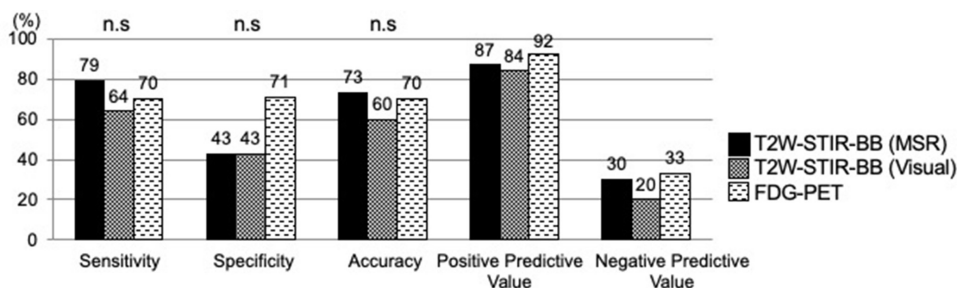 (%)
n.s n.s n.s
100
80
60
40
20
0
79 64 70
43 43 71
73 60 70
87 84 92
30 20 33
Sensitivity Specificity Accuracy Positive Predictive Negative Predictive
Value Value
T2W-STIR-BB (MSR)
T2W-STIR-BB (Visual)
FDG-PET